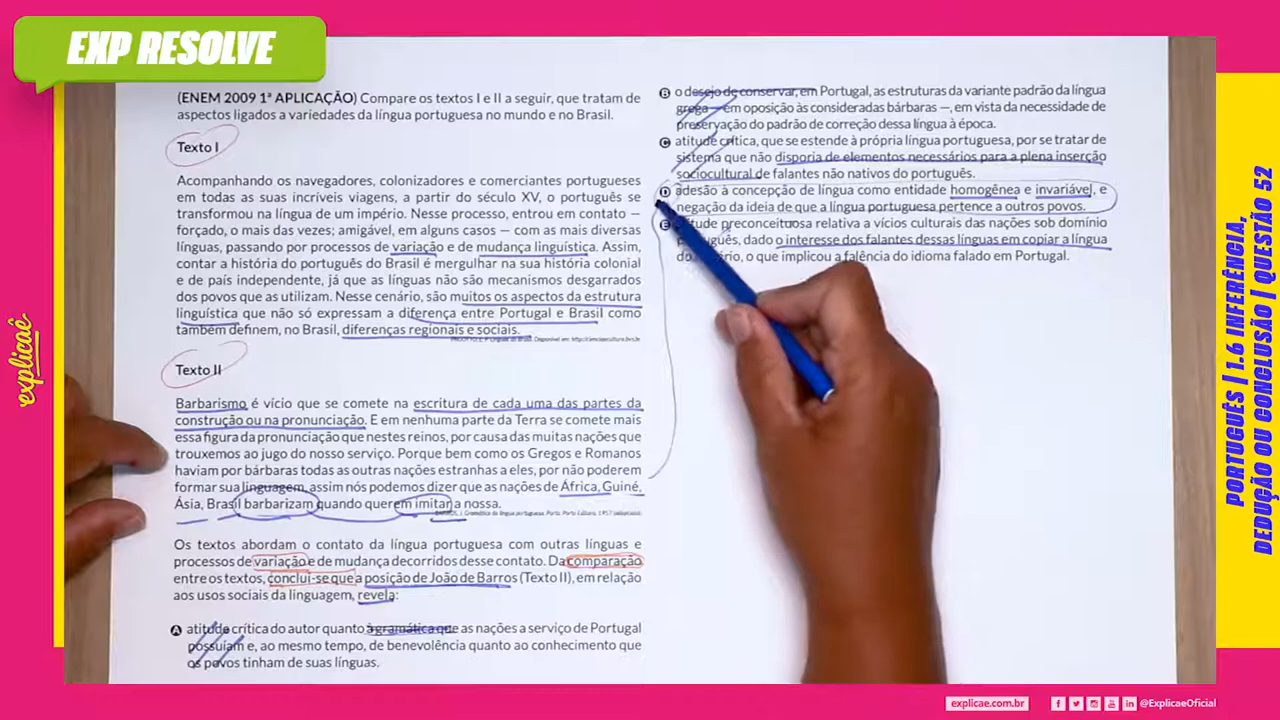 EXP RESOLVE
(ENEM 2009 1ª APLICAÇÃO) Compare os textos I e II a seguir, que tratam de
aspectos ligados a variedades da língua portuguesa no mundo e no Brasil.
Texto I
Acompanhando os navegadores, colonizadores e comerciantes portugueses
em todas as suas incríveis viagens, a partir do século XV, o português se
transformou na língua de um império. Nesse processo, entrou em contato —
forçado, o mais das vezes; amigável, em alguns casos — com as mais diversas
línguas, passando por processos de variação e de mudança linguística. Assim,
contar a história do português do Brasil é mergulhar na sua história colonial
e de país independente, já que as línguas não são mecanismos desgarrados
dos povos que as utilizam. Nesse cenário, são muitos os aspectos da estrutura
linguística que não só expressam a diferença entre Portugal e Brasil como
também definem, no Brasil, diferenças regionais e sociais.
Línguas do Brasil. Disponível em: http://cienciaecultura.bvs.br.
Texto II
Barbarismo é vício que se comete na escritura de cada uma das partes da
construção ou na pronunciação. E em nenhuma parte da Terra se comete mais
essa figura da pronunciação que nestes reinos, por causa das muitas nações que
trouxemos ao jugo do nosso serviço. Porque bem como os Gregos e Romanos
haviam por bárbaras todas as outras nações estranhas a eles, por não poderem
formar sua linguagem, assim nós podemos dizer que as nações de África, Guiné,
Ásia, Brasil barbarizam quando querem imitar a nossa.
Gramática da língua portuguesa. Porto: Porto Editora, 1957 (adaptado).
Os textos abordam o contato da língua portuguesa com outras línguas e
processos de variação e de mudança decorridos desse contato. Da comparação
entre os textos, conclui-se que a posição de João de Barros (Texto II), em relação
aos usos sociais da linguagem, revela:
A atitude crítica do autor quanto à gramática que as nações a serviço de Portugal
possuíam e, ao mesmo tempo, de benevolência quanto ao conhecimento que
os povos tinham de suas línguas.
B o desejo de conservar, em Portugal, as estruturas da variante padrão da língua
grega — em oposição às consideradas bárbaras —, em vista da necessidade de
preservação do padrão de correção dessa língua à época.
C atitude crítica, que se estende à própria língua portuguesa, por se tratar de
sistema que não disporia de elementos necessários para a plena inserção
sociocultural de falantes não nativos do português.
D adesão à concepção de língua como entidade homogênea e invariável, e
negação da ideia de que a língua portuguesa pertence a outros povos.
E atitude preconceituosa relativa a vícios culturais das nações sob domínio
português, dado o interesse dos falantes dessas línguas em copiar a língua
do império, o que implicou a falência do idioma falado em Portugal.
explicaê
PORTUGUÊS | 1.6 INFERÊNCIA,
DEDUÇÃO OU CONCLUSÃO | QUESTÃO 52
explicae.com.br
@ExplicaeOficial